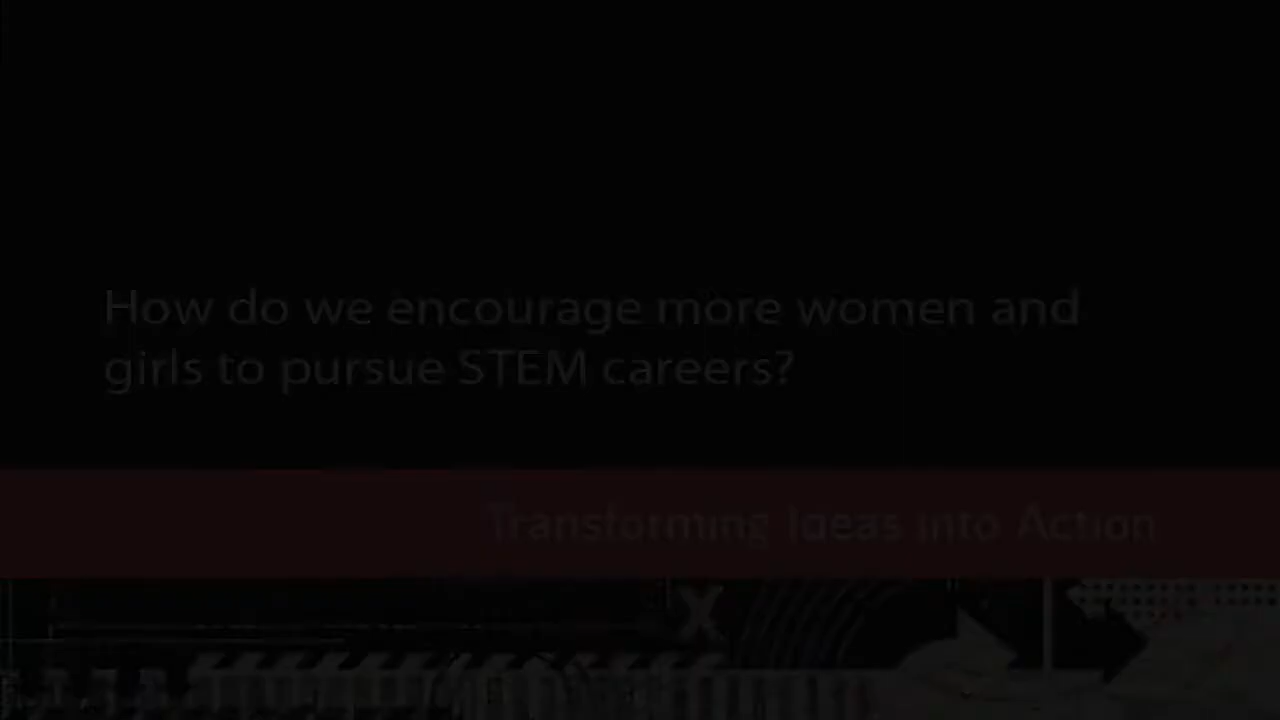 How do we encourage more women and
girls to pursue STEM careers?
Transforming Ideas into Action
X